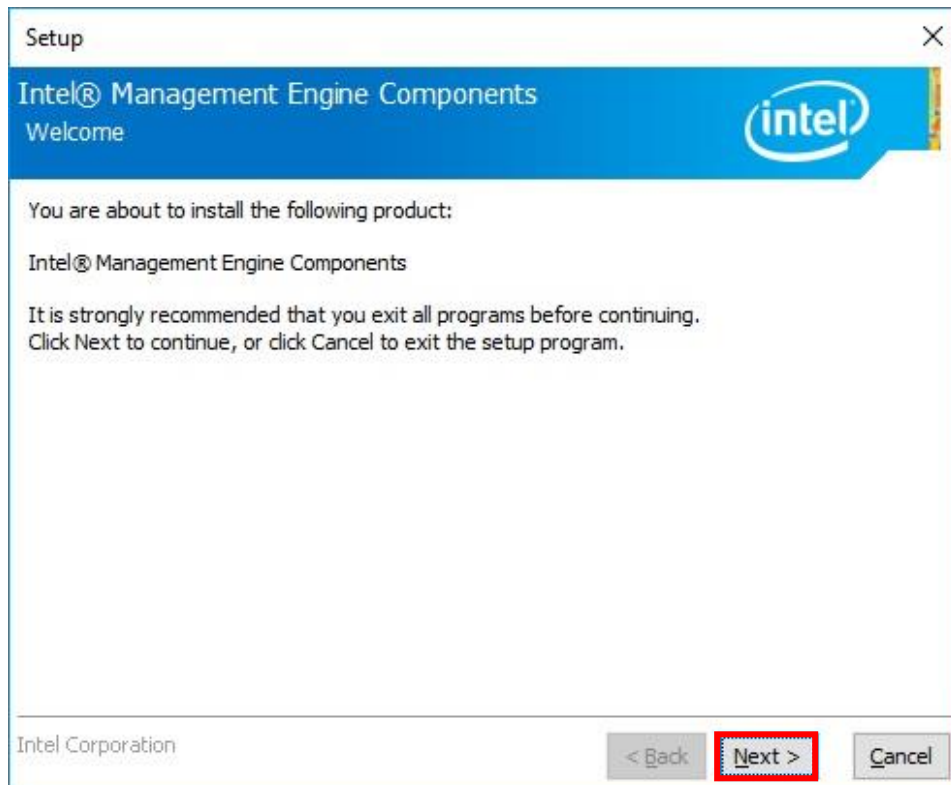 Setup
Intel® Management Engine Components
Welcome
intel
You are about to install the following product:
Intel® Management Engine Components
It is strongly recommended that you exit all programs before continuing.
Click Next to continue, or click Cancel to exit the setup program.
Intel Corporation
< Back Next > Cancel